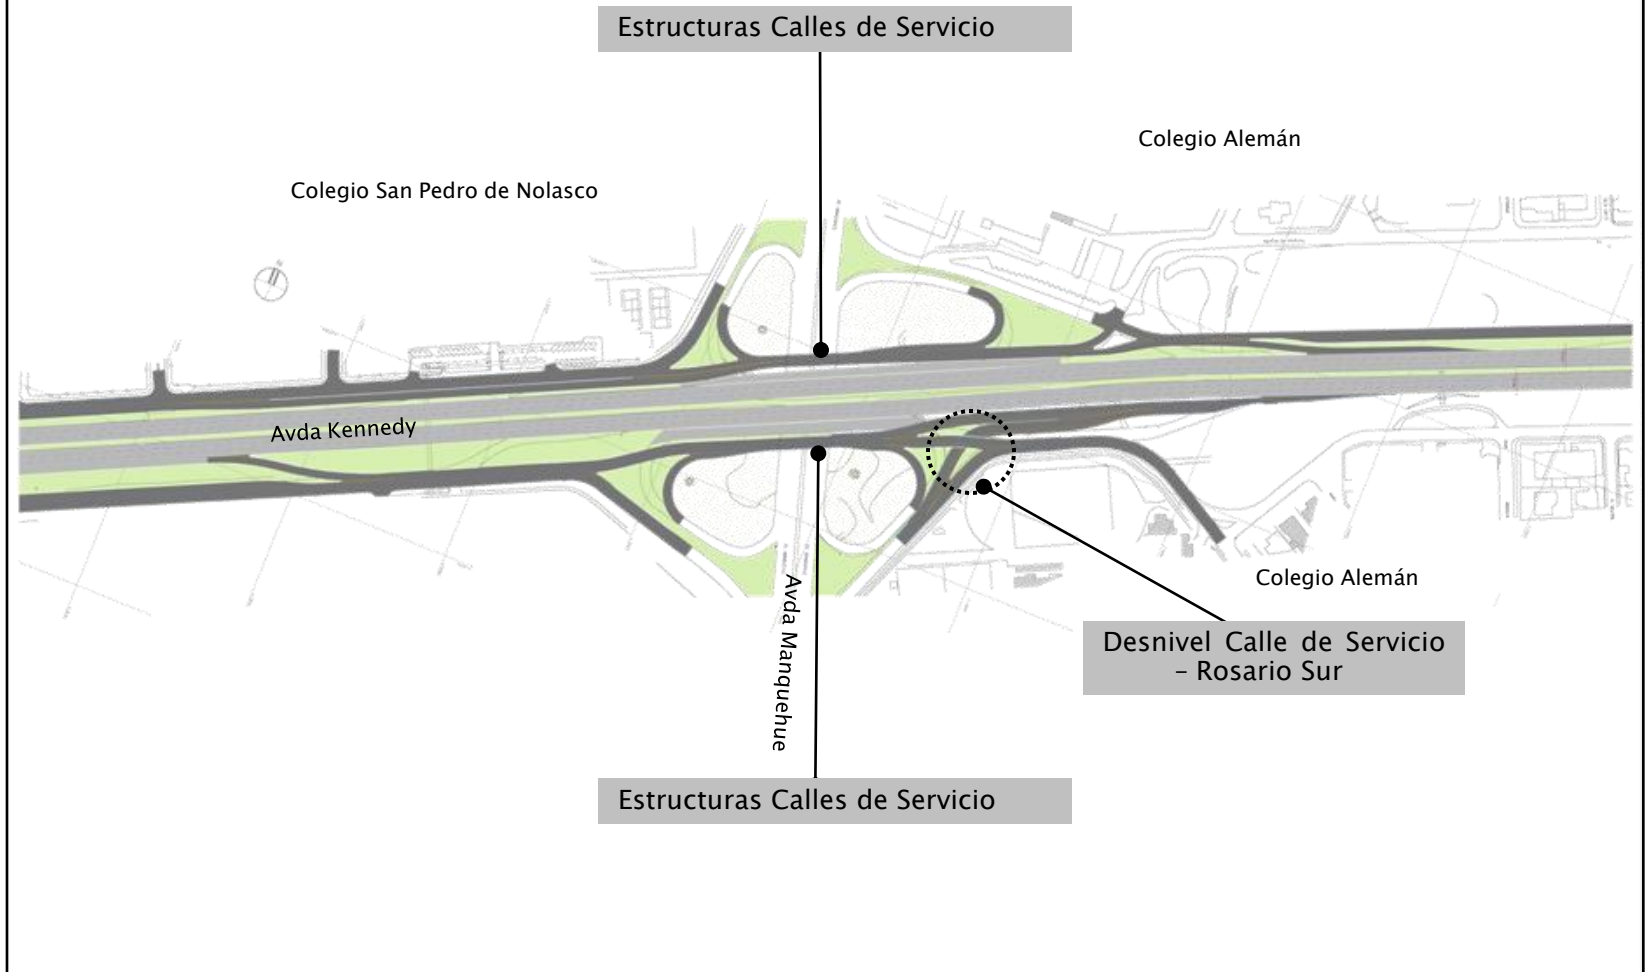 Estructuras Calles de Servicio
Colegio Alemán
Colegio San Pedro de Nolasco
Avda Kennedy
Avda Manquehue
Colegio Alemán
Desnivel Calle de Servicio
– Rosario Sur
Estructuras Calles de Servicio